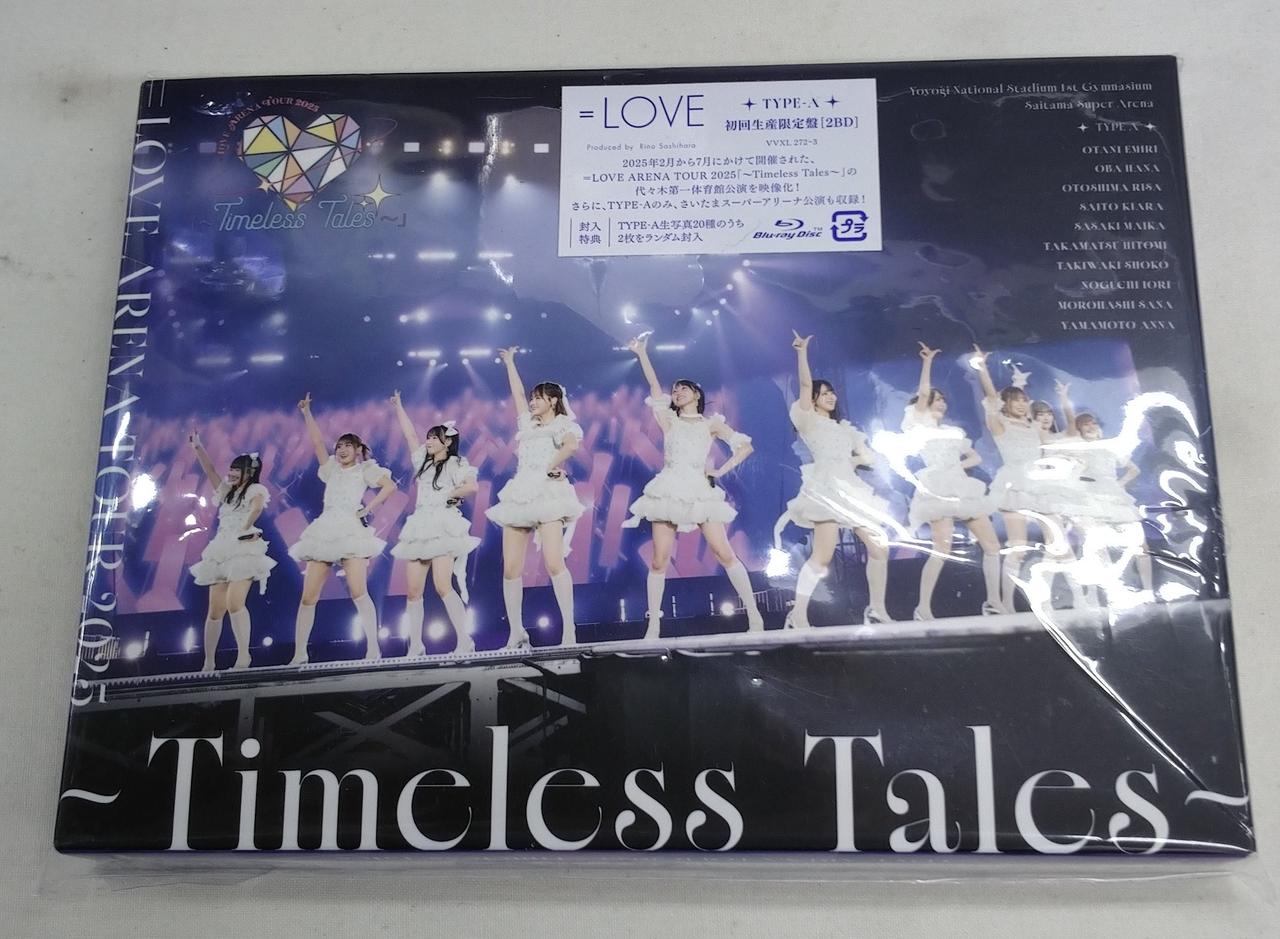 =LOVE ARENA TOUR 2025
=LOVE ARENA TOUR 2025
「~Timeless Tales~」
=LOVE
Produced by Rino Sashihara
TYPE-A
初回生産限定盤[2BD]
VVXL 272-3
2025年2月から7月にかけて開催された、
=LOVE ARENA TOUR 2025「~Timeless Tales~」の
代々木第一体育館公演を映像化!
さらに、TYPE-Aのみ、さいたまスーパーアリーナ公演も収録!
封入
特典
TYPE-A生写真20種のうち
2枚をランダム封入
Blu-ray Disc™
プラ
Yoyogi National Stadium 1st Gymnasium
Saitama Super Arena
TYPE-A
OTANI EMIRI
OBA HANA
OTOSHIMA RISA
SAITO KIARA
SASAKI MAIKA
TAKAMATSU HITOMI
TAKIWAKI SHOKO
NOGUCHI IORI
MOROHASHI SANA
YAMAMOTO ANNA
~Timeless Tales~